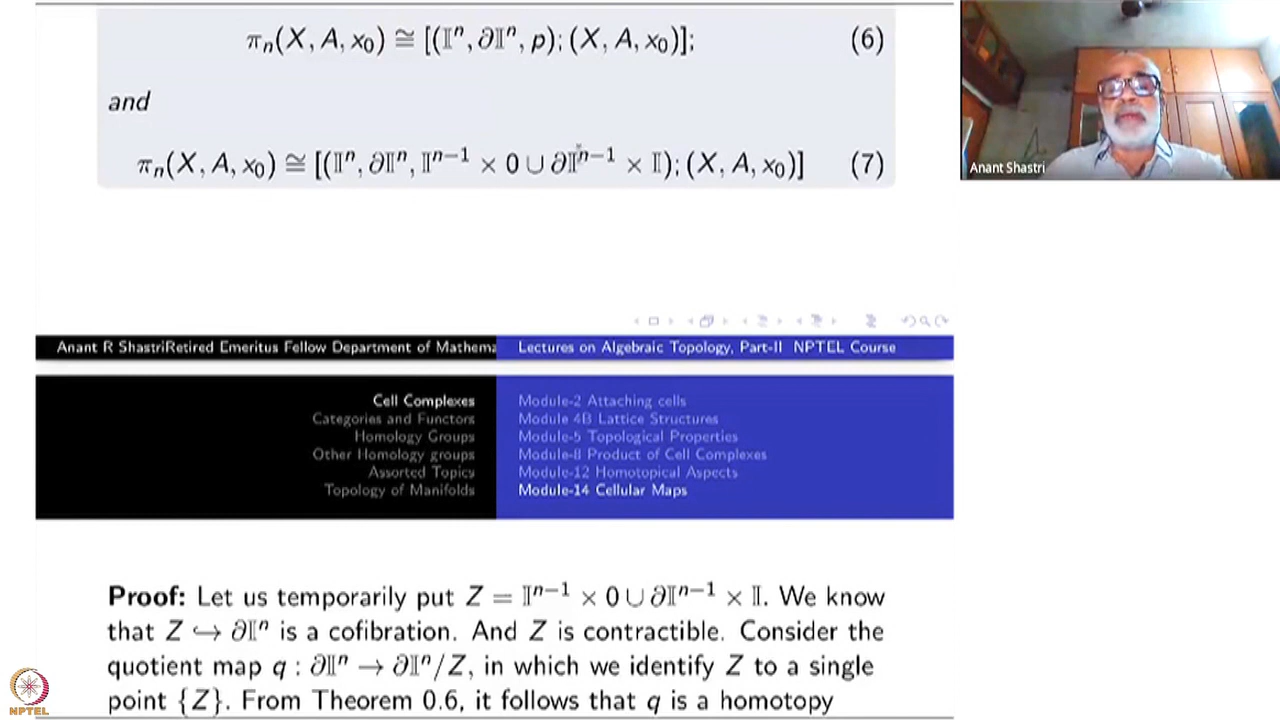 πₙ(X, A, x₀) ≅ [(𝕀ⁿ, ∂𝕀ⁿ, p); (X, A, x₀)]; (6)
and
πₙ(X, A, x₀) ≅ [(𝕀ⁿ, ∂𝕀ⁿ, 𝕀ⁿ⁻¹ × 0 ∪ ∂𝕀ⁿ⁻¹ × 𝕀); (X, A, x₀)] (7)
Anant Shastri
Anant R ShastriRetired Emeritus Fellow Department of Mathema
Lectures on Algebraic Topology, Part-II NPTEL Course
Cell Complexes
Categories and Functors
Homology Groups
Other Homology groups
Assorted Topics
Topology of Manifolds
Module-2 Attaching cells
Module 4B Lattice Structures
Module-5 Topological Properties
Module-8 Product of Cell Complexes
Module-12 Homotopical Aspects
Module-14 Cellular Maps
Proof: Let us temporarily put Z = 𝕀ⁿ⁻¹ × 0 ∪ ∂𝕀ⁿ⁻¹ × 𝕀. We know
that Z ↪ ∂𝕀ⁿ is a cofibration. And Z is contractible. Consider the
quotient map q : ∂𝕀ⁿ → ∂𝕀ⁿ/Z, in which we identify Z to a single
point {Z}. From Theorem 0.6, it follows that q is a homotopy
NPTEL